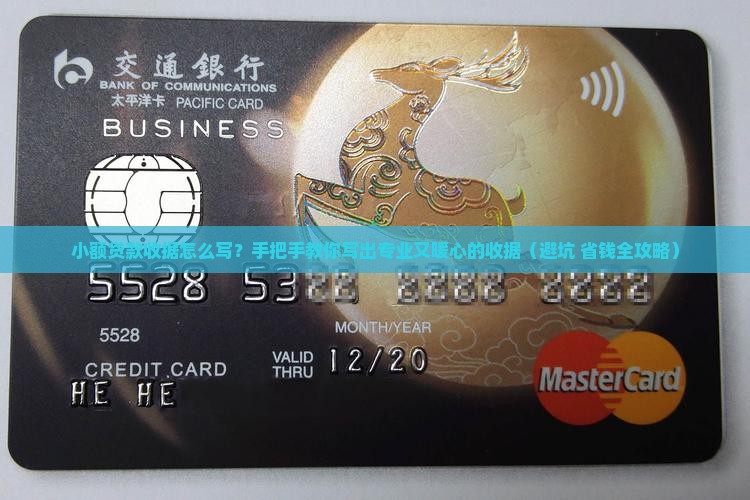 交通銀行
BANK OF COMMUNICATIONS
太平洋卡 PACIFIC CARD
BUSINESS
小额贷款收据怎么写？手把手教你写出专业又暖心的收据（避坑 省钱全攻略）
5528 53
5528
MONTH/YEAR
CREDIT CARD
VALID THRU 12/20
HE HE
MasterCard